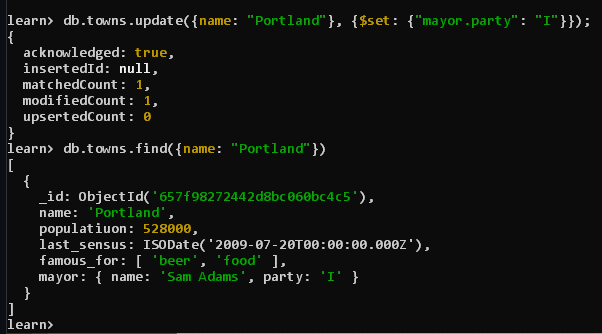 learn> db.towns.update({name: "Portland"}, {$set: {"mayor.party": "I"}});
{
  acknowledged: true,
  insertedId: null,
  matchedCount: 1,
  modifiedCount: 1,
  upsertedCount: 0
}
learn> db.towns.find({name: "Portland"})
[
  {
    _id: ObjectId('657f98272442d8bc060bc4c5'),
    name: 'Portland',
    populatiuon: 528000,
    last_sensus: ISODate('2009-07-20T00:00:00.000Z'),
    famous_for: [ 'beer', 'food' ],
    mayor: { name: 'Sam Adams', party: 'I' }
  }
]
learn>